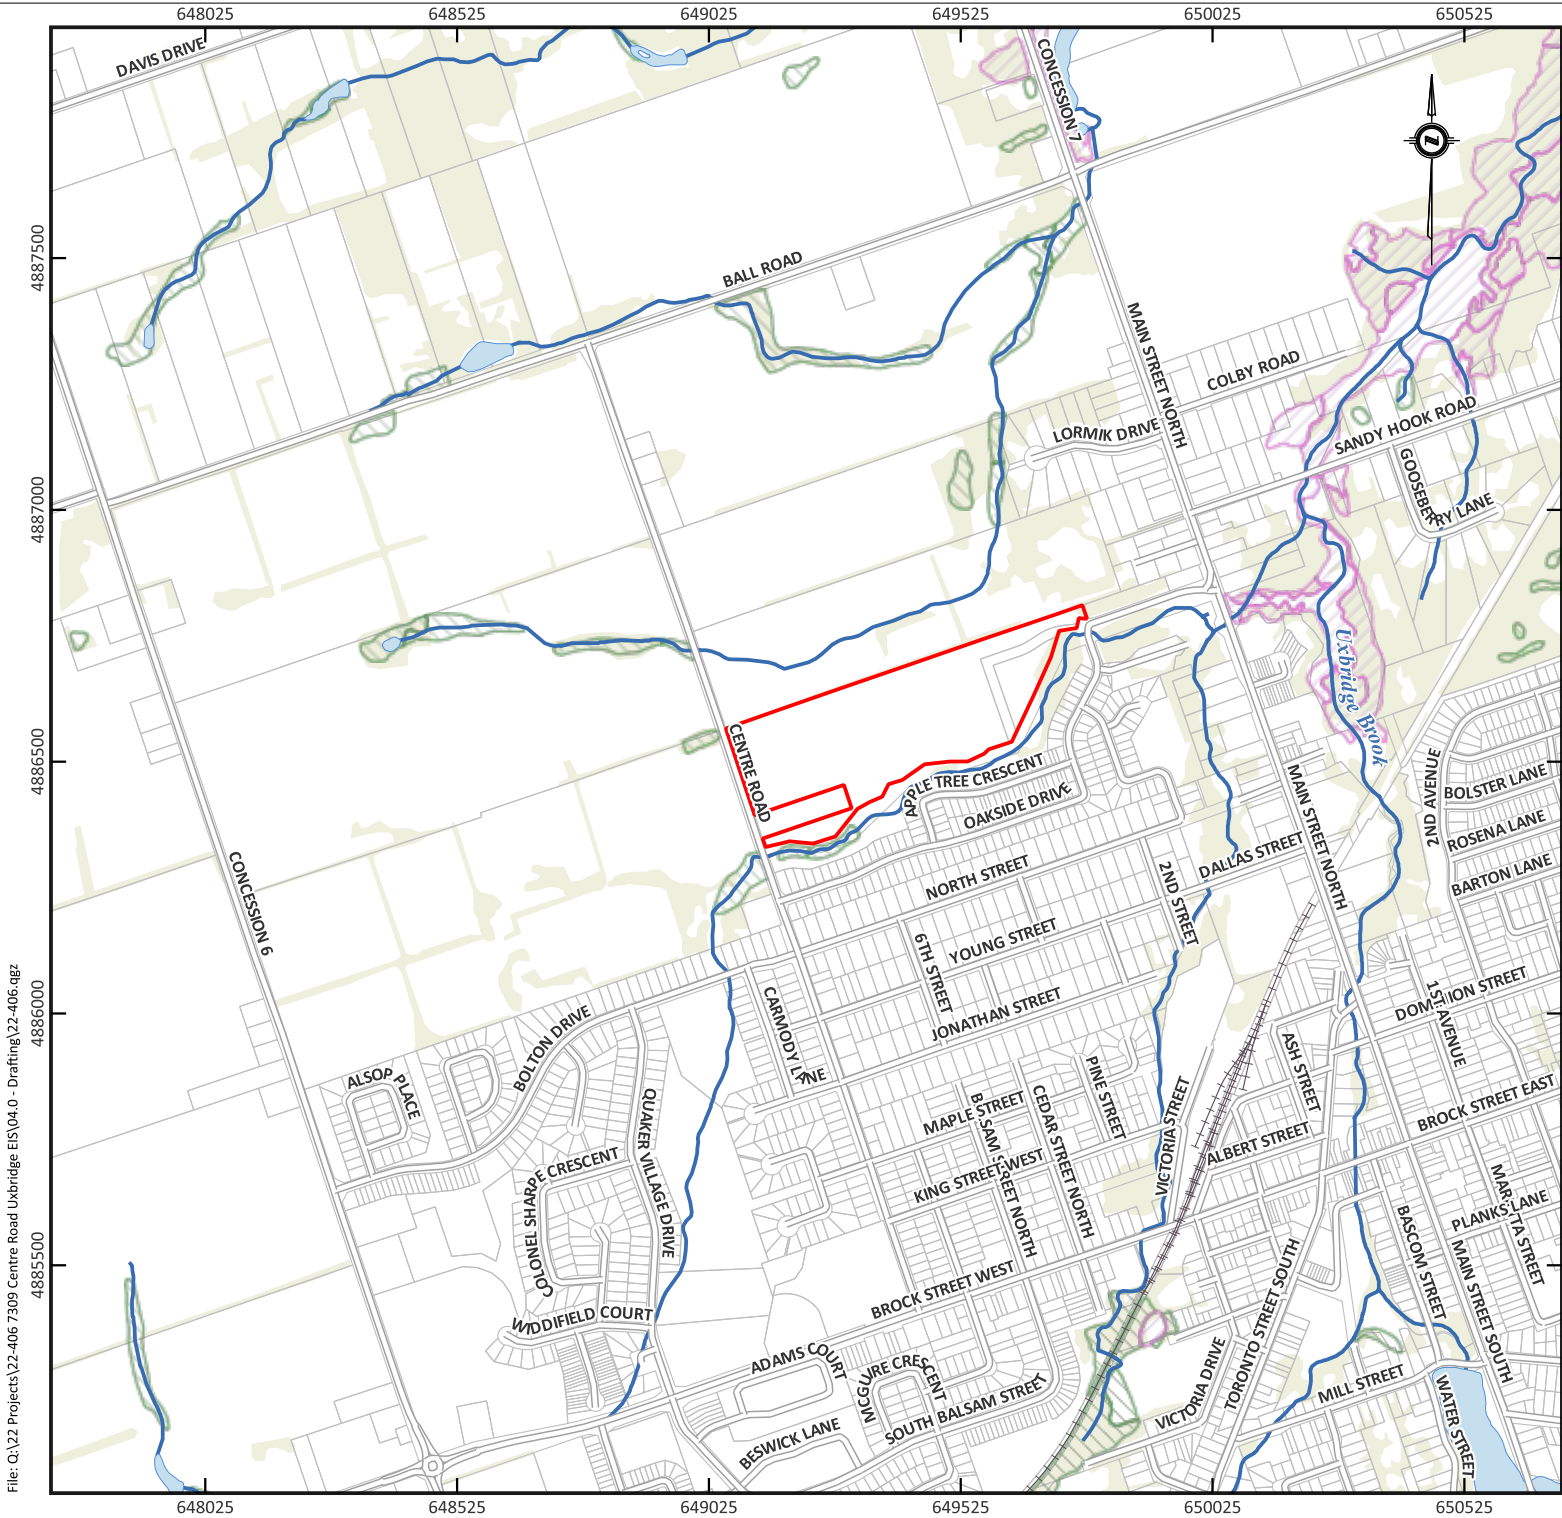 648025 648525 649025 649525 650025 650525
DAVIS DRIVE
CONCESSION 7
4887500
BALL ROAD
MAIN STREET NORTH
COLBY ROAD
LORMIK DRIVE
SANDY HOOK ROAD
GOOSEBERRY LANE
4887000
Uxbridge Brook
4886500
CENTRE ROAD
APPLE TREE CRESCENT
OAKSIDE DRIVE
MAIN STREET NORTH
2ND AVENUE
BOLSTER LANE
ROSENA LANE
BARTON LANE
CONCESSION 6
NORTH STREET
2ND STREET
DALLAS STREET
YOUNG STREET
6TH STREET
JONATHAN STREET
CARMODY LANE
4886000
1ST AVENUE
DOMINION STREET
BOLTON DRIVE
ALSOP PLACE
QUAKER VILLAGE DRIVE
MAPLE STREET
BALSAM STREET NORTH
CEDAR STREET NORTH
PINE STREET
KING STREET WEST
VICTORIA STREET
ASH STREET
ALBERT STREET
BROCK STREET EAST
COLONEL SHARPE CRESCENT
MARIETTA STREET
PLANKS LANE
BASCOM STREET
MAIN STREET SOUTH
4885500
BROCK STREET WEST
TORONTO STREET SOUTH
WIDDIFIELD COURT
ADAMS COURT
MCGUIRE CRESCENT
SOUTH BALSAM STREET
BESWICK LANE
VICTORIA DRIVE
MILL STREET
WATER STREET
648025 648525 649025 649525 650025 650525
File: Q:\22 Projects\22-406 7309 Centre Road Uxbridge EIS\04.0 - Drafting\22-406.qgz